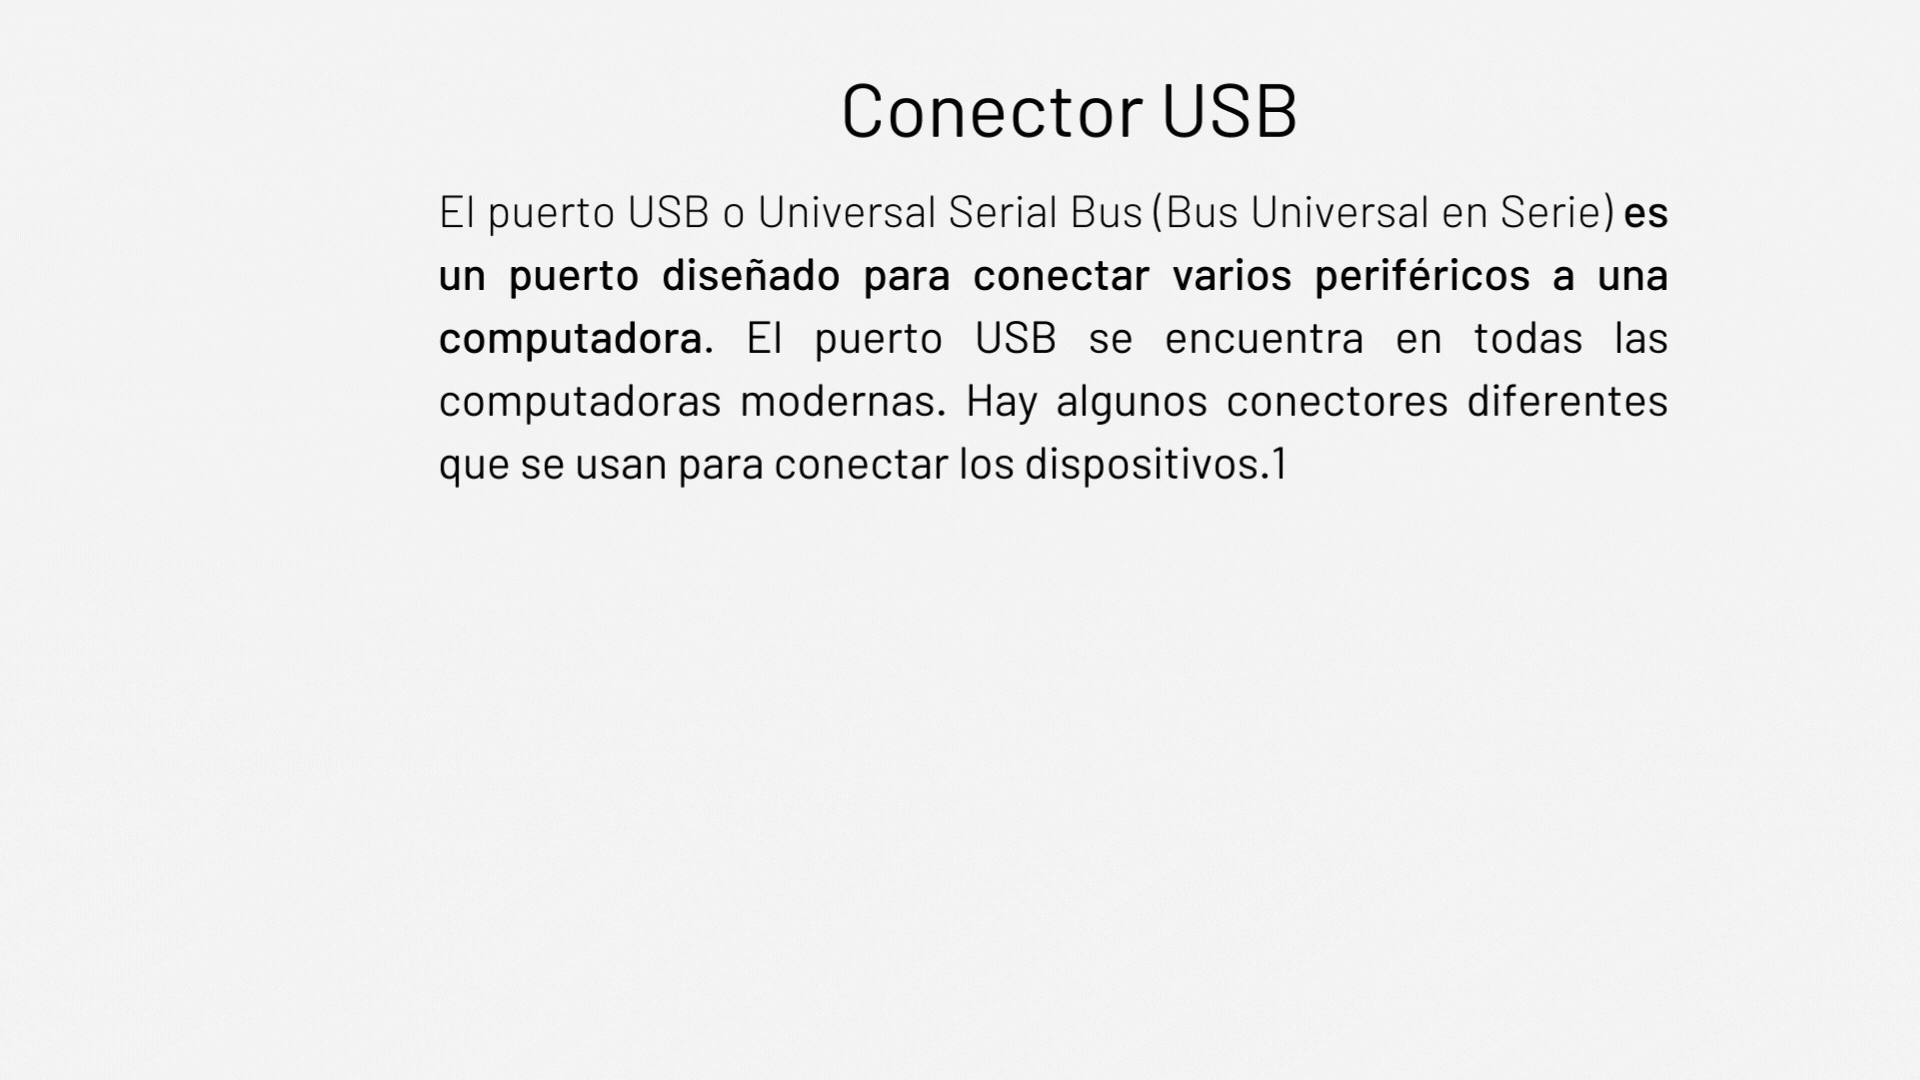 Conector USB
El puerto USB o Universal Serial Bus (Bus Universal en Serie) es
un puerto diseñado para conectar varios periféricos a una
computadora. El puerto USB se encuentra en todas las
computadoras modernas. Hay algunos conectores diferentes
que se usan para conectar los dispositivos.1